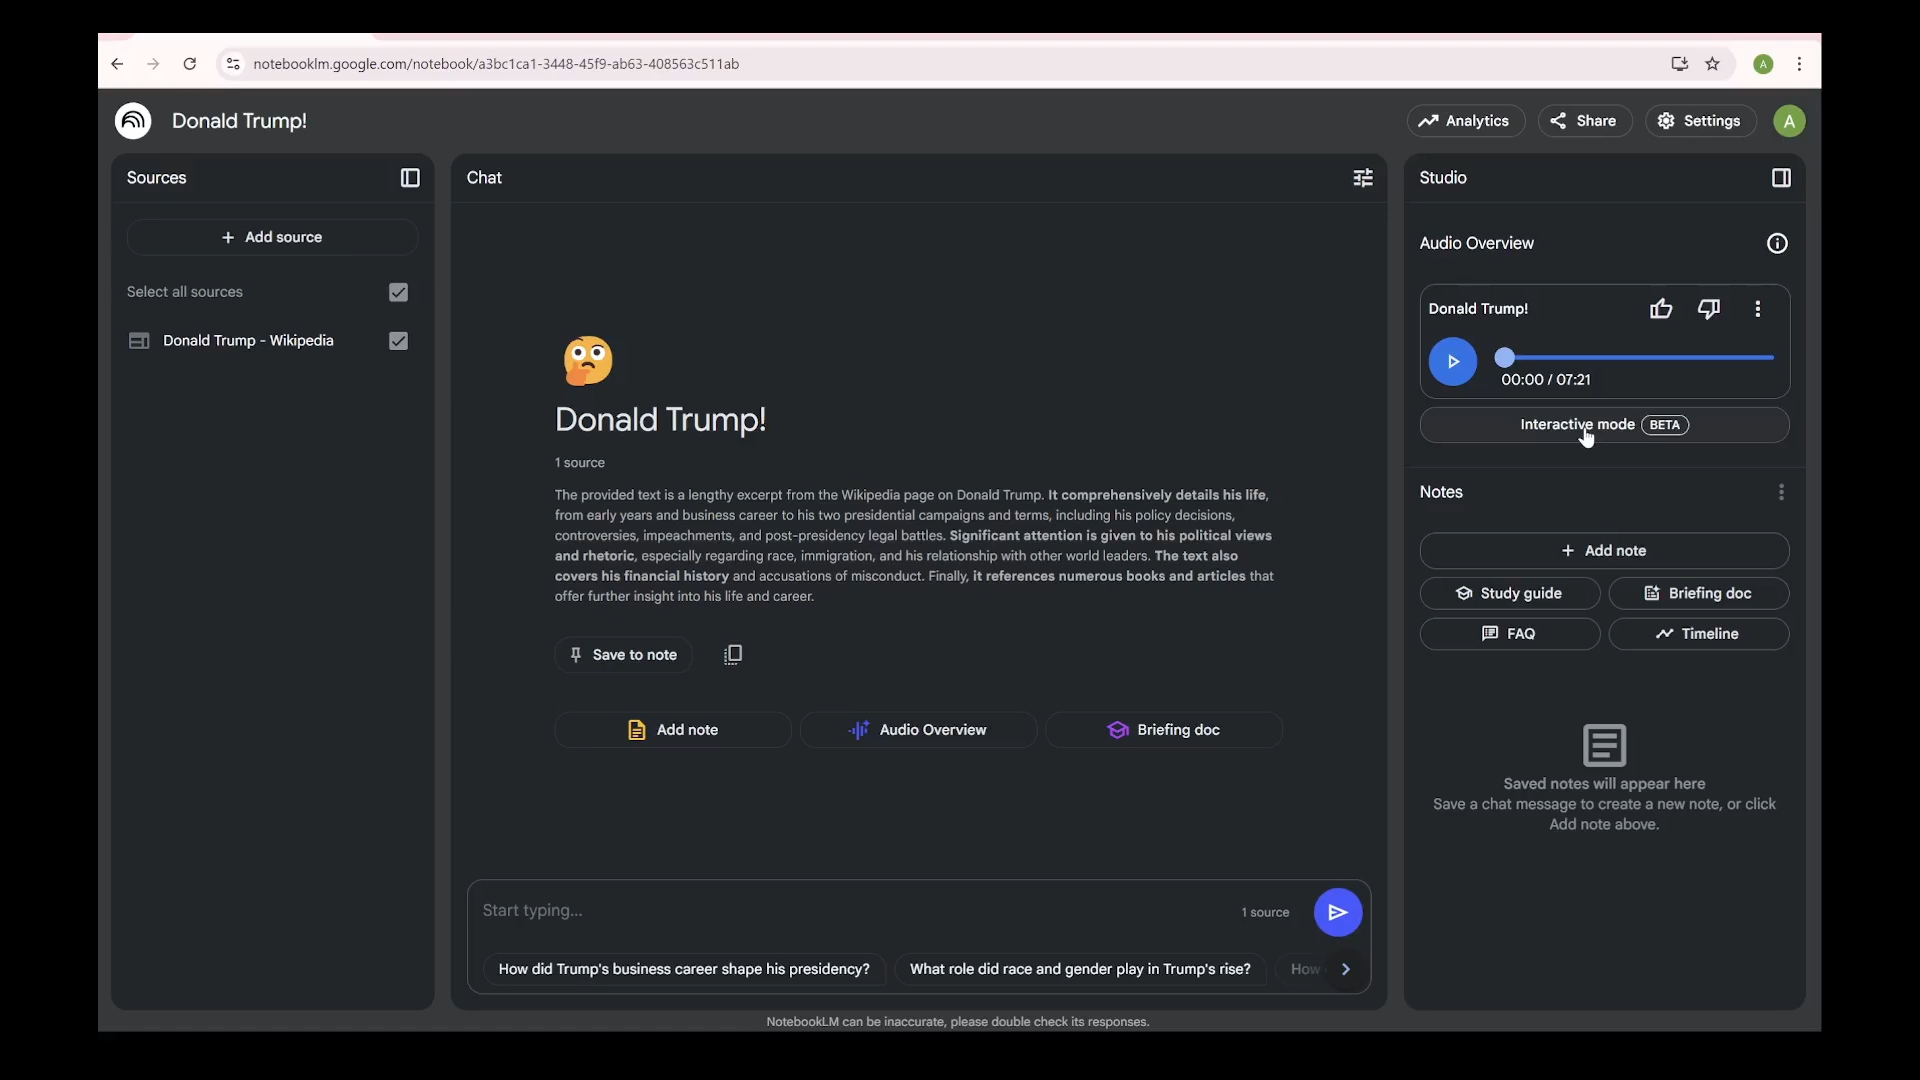 notebooklm.google.com/notebook/a3bc1ca1-3448-45f9-ab63-408563c511ab
A
Donald Trump!
Analytics
Share
Settings
A
Sources
Add source
Select all sources
Donald Trump - Wikipedia
Chat
Donald Trump!
1 source
The provided text is a lengthy excerpt from the Wikipedia page on Donald Trump. It comprehensively details his life,
from early years and business career to his two presidential campaigns and terms, including his policy decisions,
controversies, impeachments, and post-presidency legal battles. Significant attention is given to his political views
and rhetoric, especially regarding race, immigration, and his relationship with other world leaders. The text also
covers his financial history and accusations of misconduct. Finally, it references numerous books and articles that
offer further insight into his life and career.
Save to note
Add note
Audio Overview
Briefing doc
Start typing...
1 source
How did Trump's business career shape his presidency?
What role did race and gender play in Trump's rise?
How
NotebookLM can be inaccurate, please double check its responses.
Studio
Audio Overview
Donald Trump!
00:00 / 07:21
Interactive mode BETA
Notes
Add note
Study guide
Briefing doc
FAQ
Timeline
Saved notes will appear here
Save a chat message to create a new note, or click
Add note above.